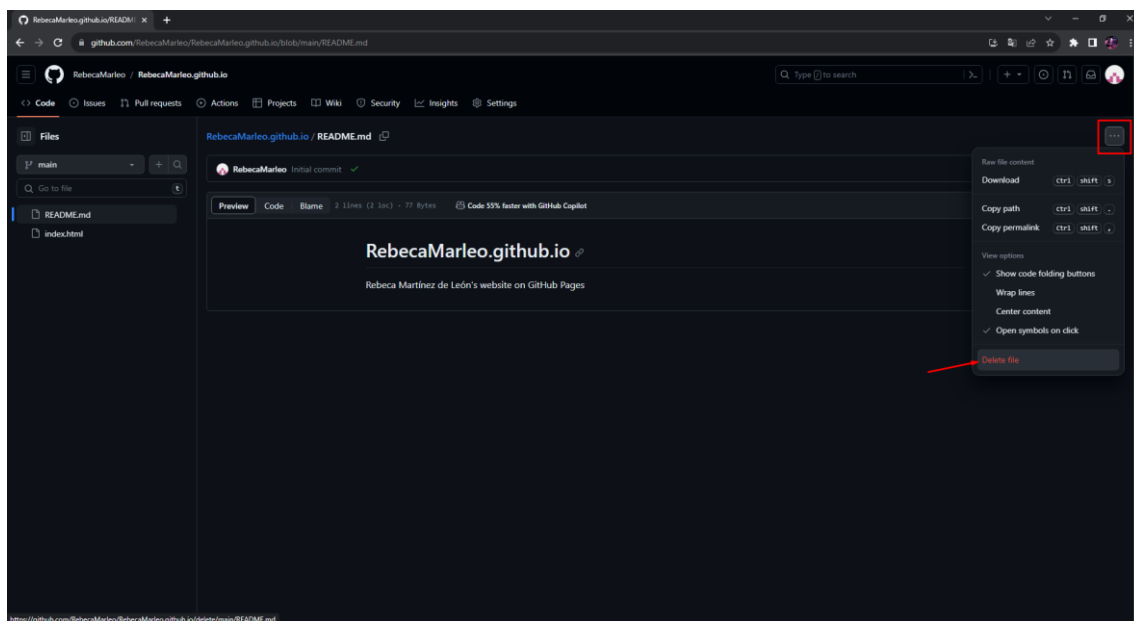 RebecaMarleo.github.io/READM
github.com/RebecaMarleo/RebecaMarleo.github.io/blob/main/README.md
RebecaMarleo / RebecaMarleo.github.io
Type / to search
Code Issues Pull requests Actions Projects Wiki Security Insights Settings
Files
main
Go to file t
README.md
index.html
RebecaMarleo.github.io / README.md
RebecaMarleo Initial commit
Preview Code Blame 2 lines (2 loc) · 77 Bytes Code 55% faster with GitHub Copilot
RebecaMarleo.github.io
Rebeca Martínez de León's website on GitHub Pages
Raw file content
Download Ctrl shift s
Copy path Ctrl shift .
Copy permalink Ctrl shift ,
View options
Show code folding buttons
Wrap lines
Center content
Open symbols on click
Delete file
https://github.com/RebecaMarleo/RebecaMarleo.github.io/delete/main/README.md